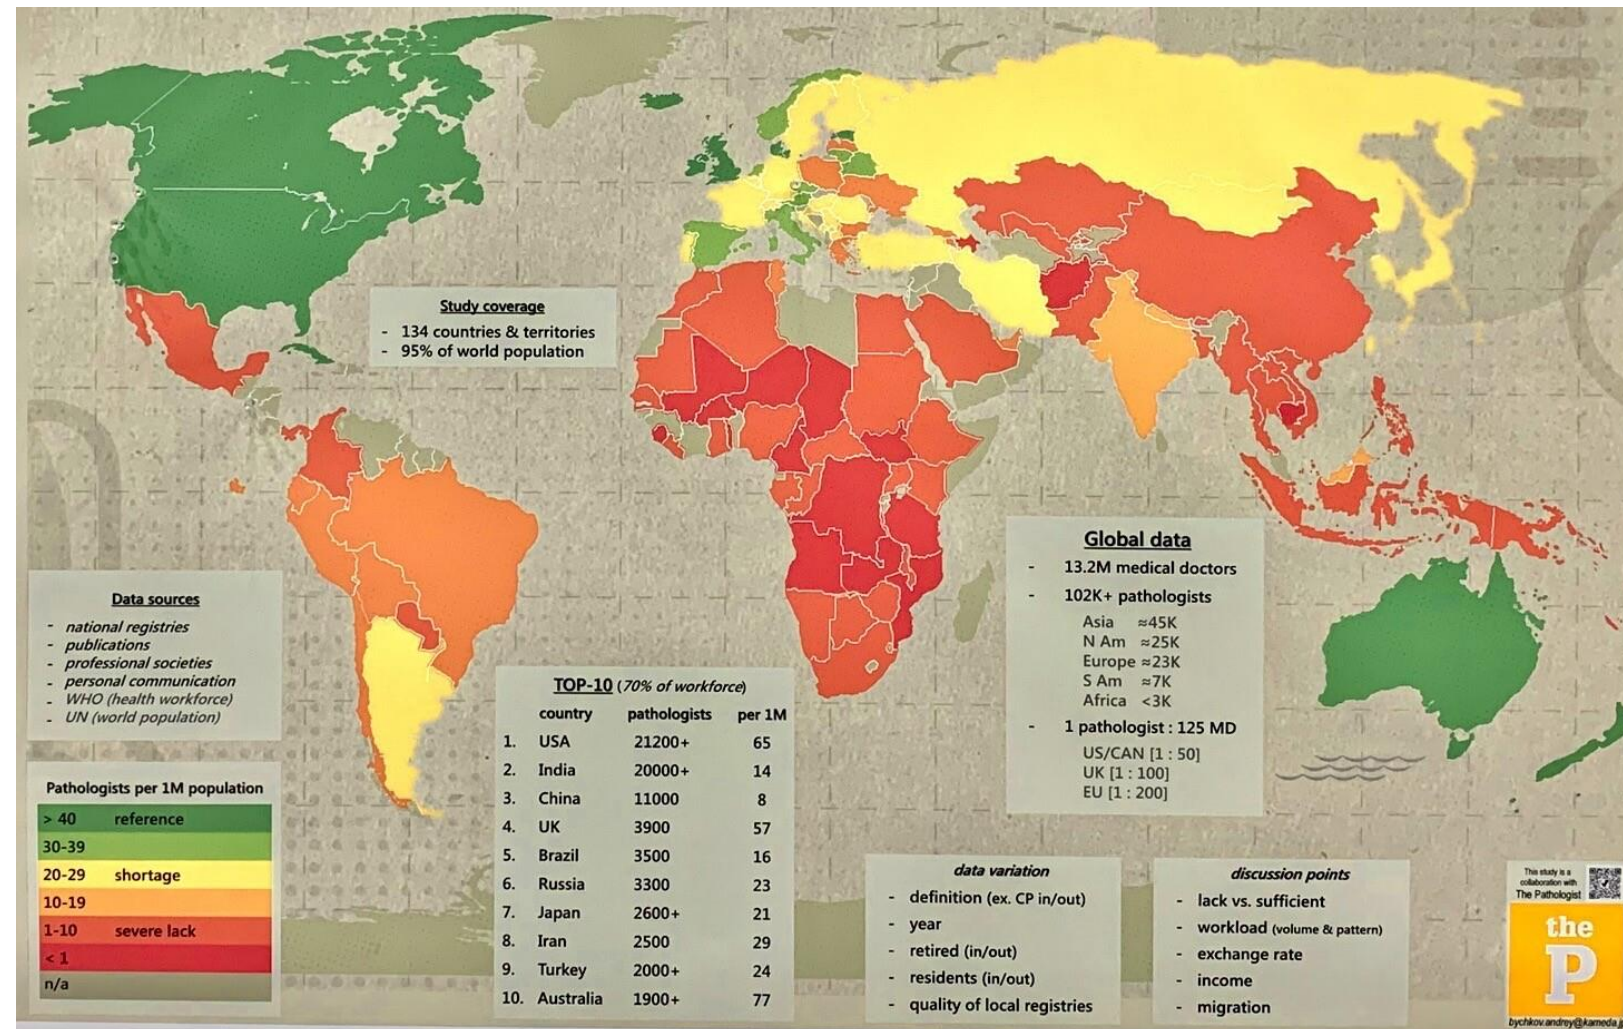 Study coverage
- 134 countries & territories
- 95% of world population
Data sources
- national registries
- publications
- professional societies
- personal communication
- WHO (health workforce)
- UN (world population)
Pathologists per 1M population
> 40 reference
30-39
20-29 shortage
10-19
1-10 severe lack
< 1
n/a
TOP-10 (70% of workforce)
country pathologists per 1M
1. USA 21200+ 65
2. India 20000+ 14
3. China 11000 8
4. UK 3900 57
5. Brazil 3500 16
6. Russia 3300 23
7. Japan 2600+ 21
8. Iran 2500 29
9. Turkey 2000+ 24
10. Australia 1900+ 77
Global data
- 13.2M medical doctors
- 102K+ pathologists
Asia ≈45K
N Am ≈25K
Europe ≈23K
S Am ≈7K
Africa <3K
- 1 pathologist : 125 MD
US/CAN [1 : 50]
UK [1 : 100]
EU [1 : 200]
data variation
- definition (ex. CP in/out)
- year
- retired (in/out)
- residents (in/out)
- quality of local registries
discussion points
- lack vs. sufficient
- workload (volume & pattern)
- exchange rate
- income
- migration
This study is a
collaboration with
The Pathologist
the
P